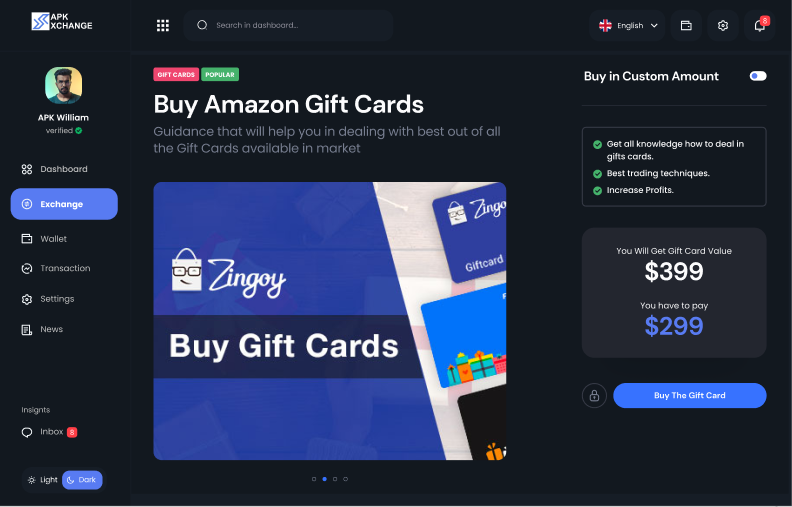 APK
XCHANGE
Search in dashboard...
English
8
APK William
verified
Dashboard
Exchange
Wallet
Transaction
Settings
News
Insignts
Inbox 8
Light
Dark
GIFT CARDS
POPULAR
Buy Amazon Gift Cards
Guidance that will help you in dealing with best out of all
the Gift Cards available in market
Zingoy
Buy Gift Cards
Zingo
Giftcard
Buy in Custom Amount
Get all knowledge how to deal in
gifts cards.
Best trading techniques.
Increase Profits.
You Will Get Gift Card Value
$399
You have to pay
$299
Buy The Gift Card